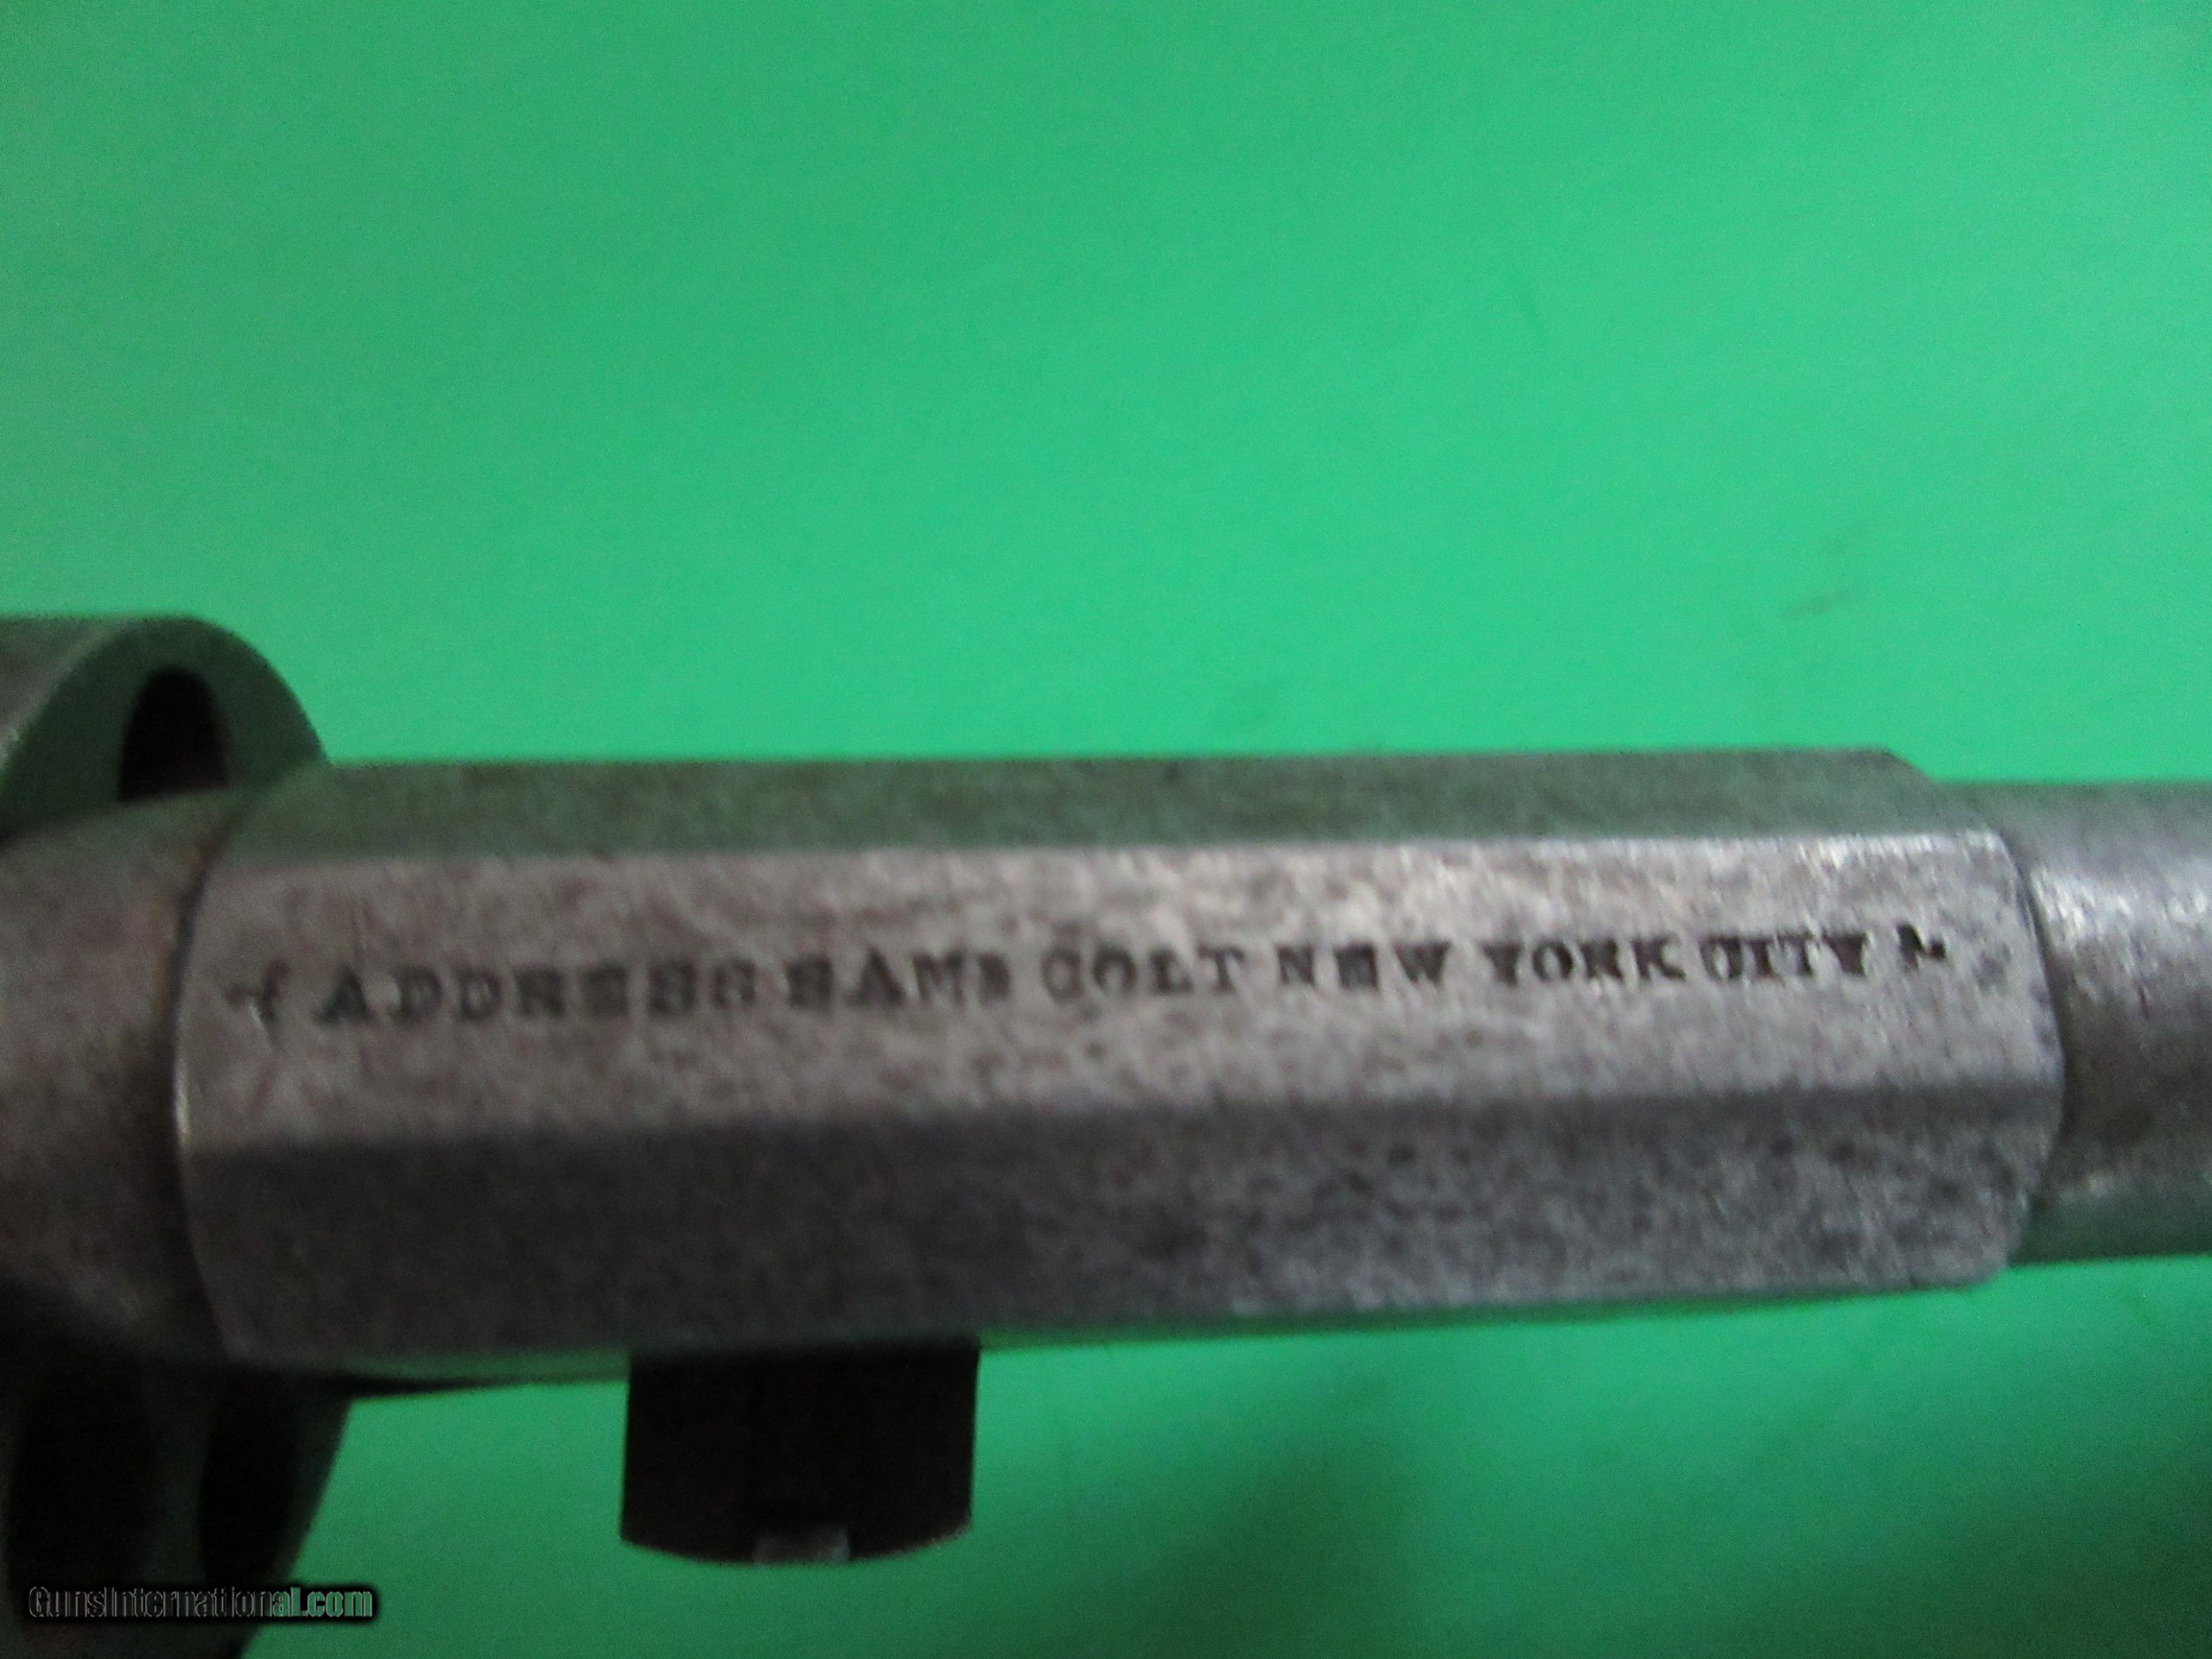 ADDRESS SAML COLT NEW YORK CITY
GunsInternational.com